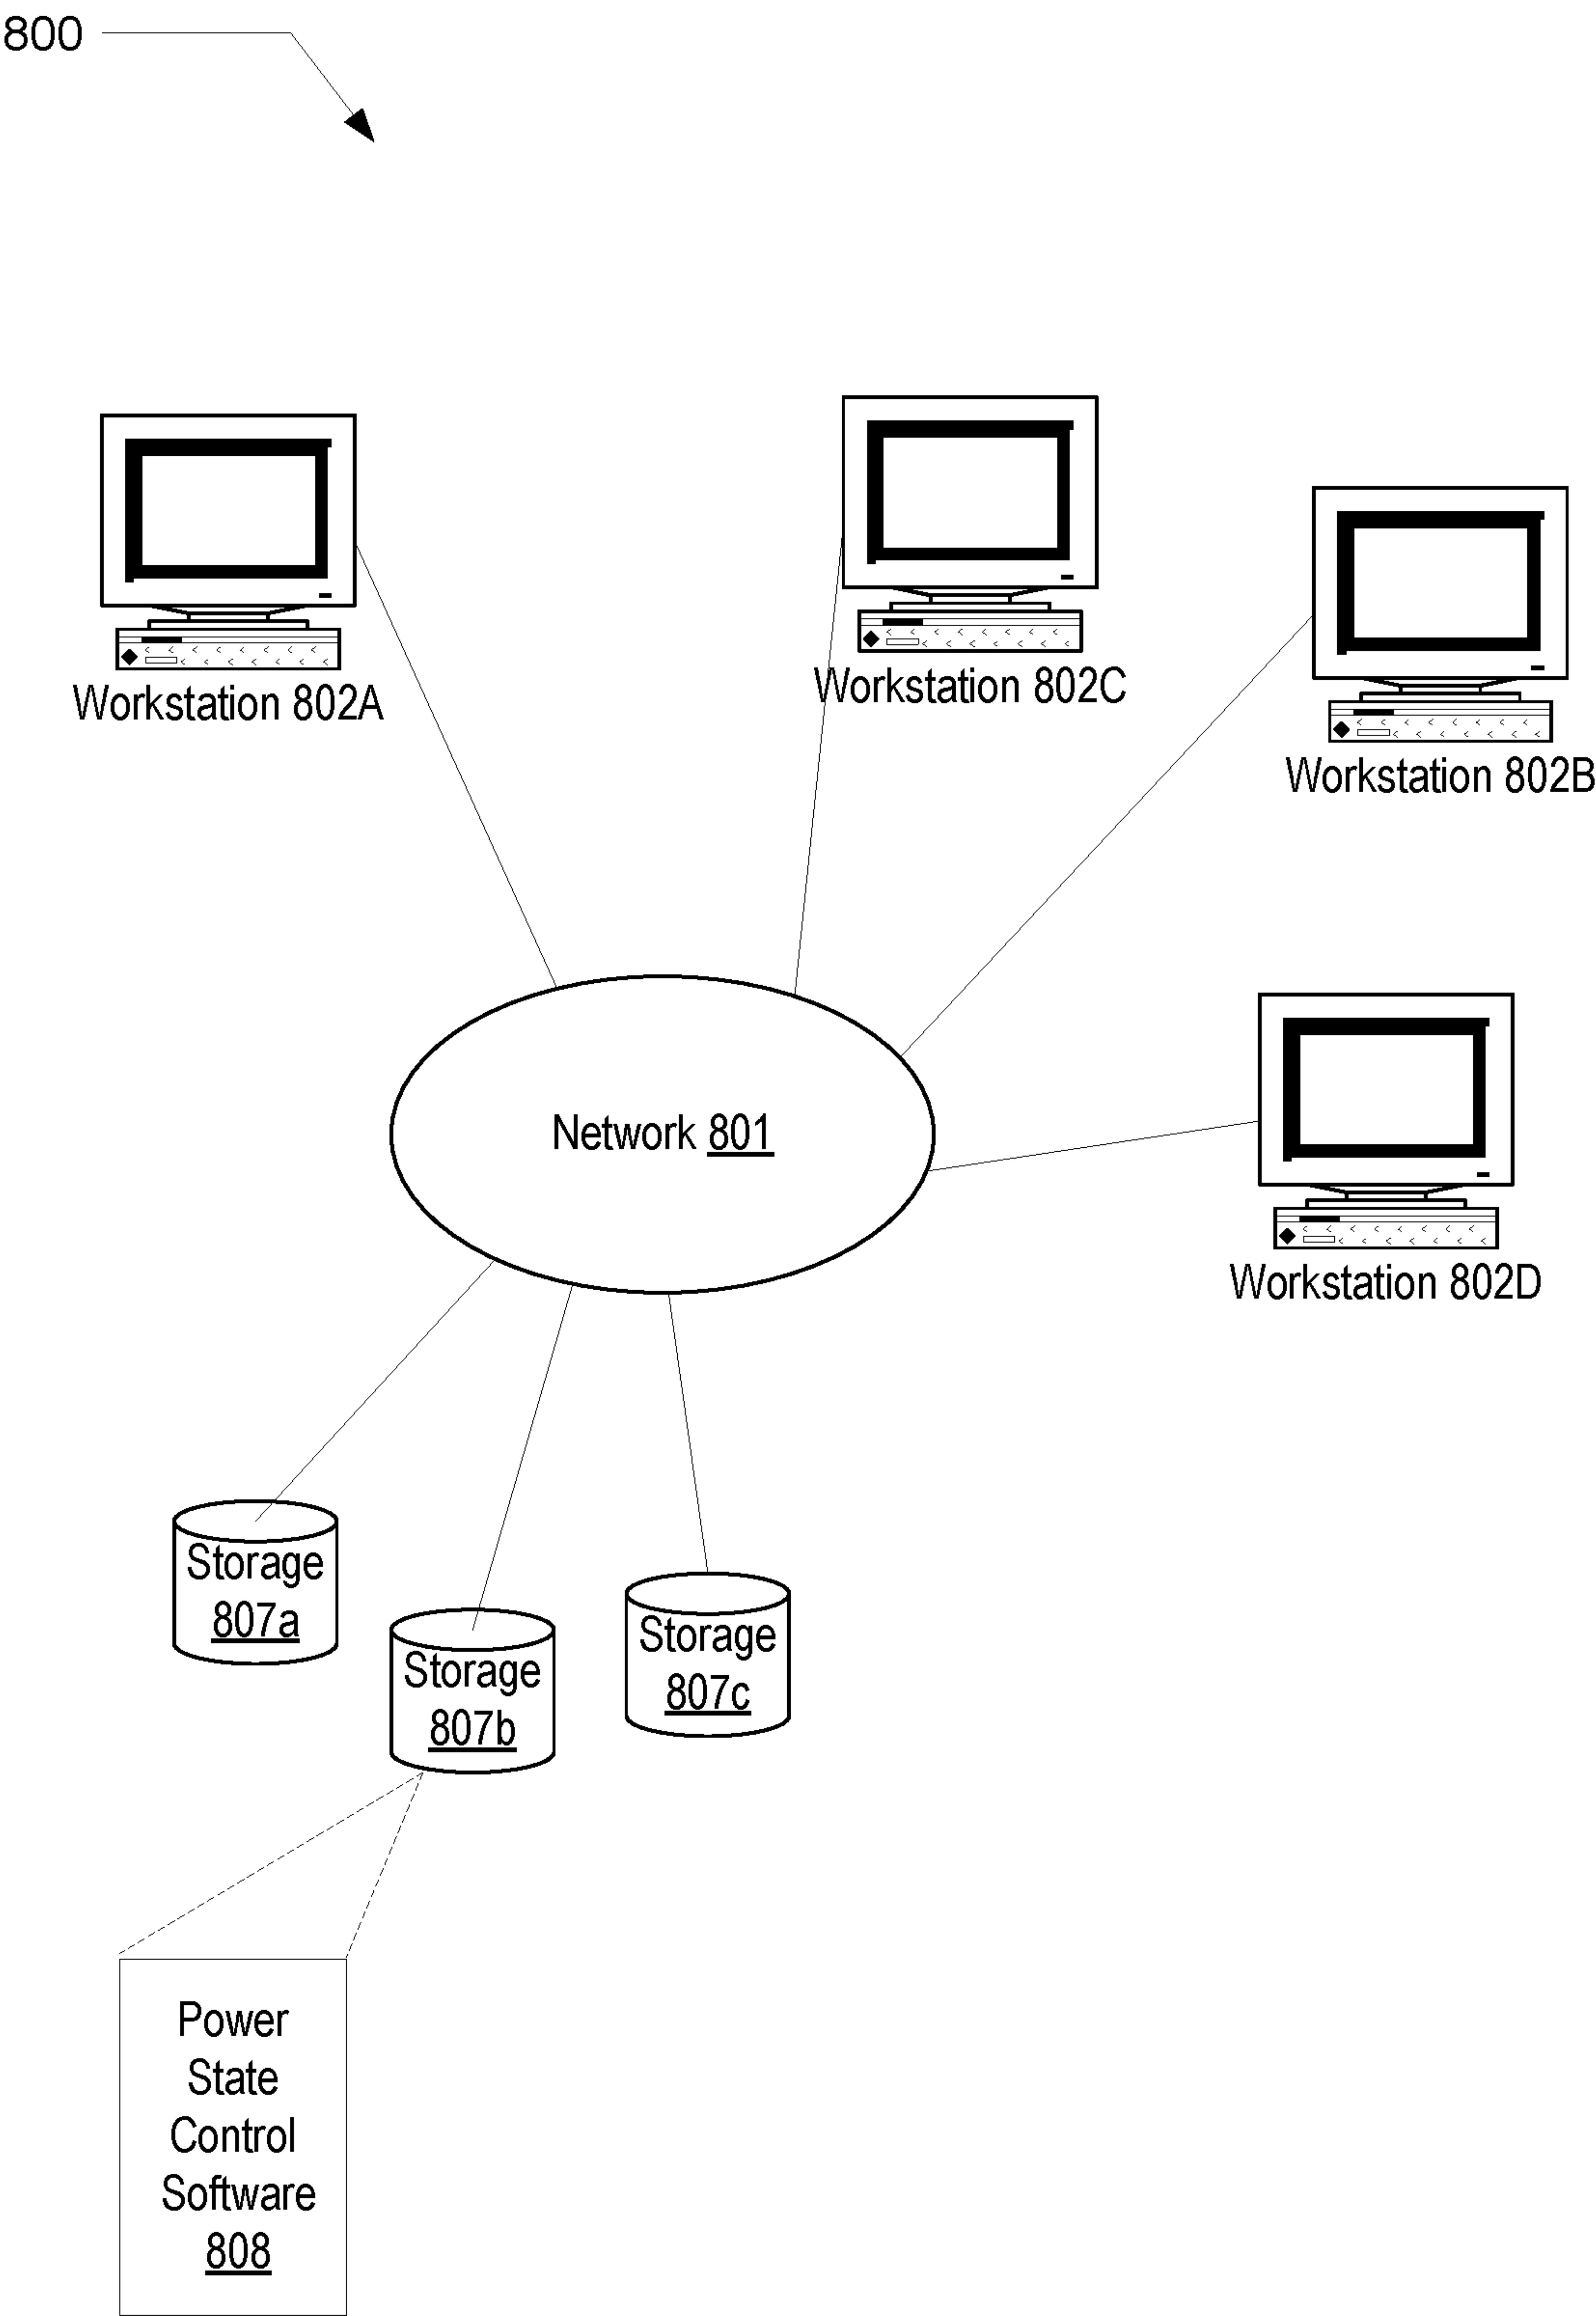 800
Workstation 802A
Workstation 802C
Workstation 802B
Network 801
Workstation 802D
Storage
807a
Storage
807b
Storage
807c
Power
State
Control
Software
808